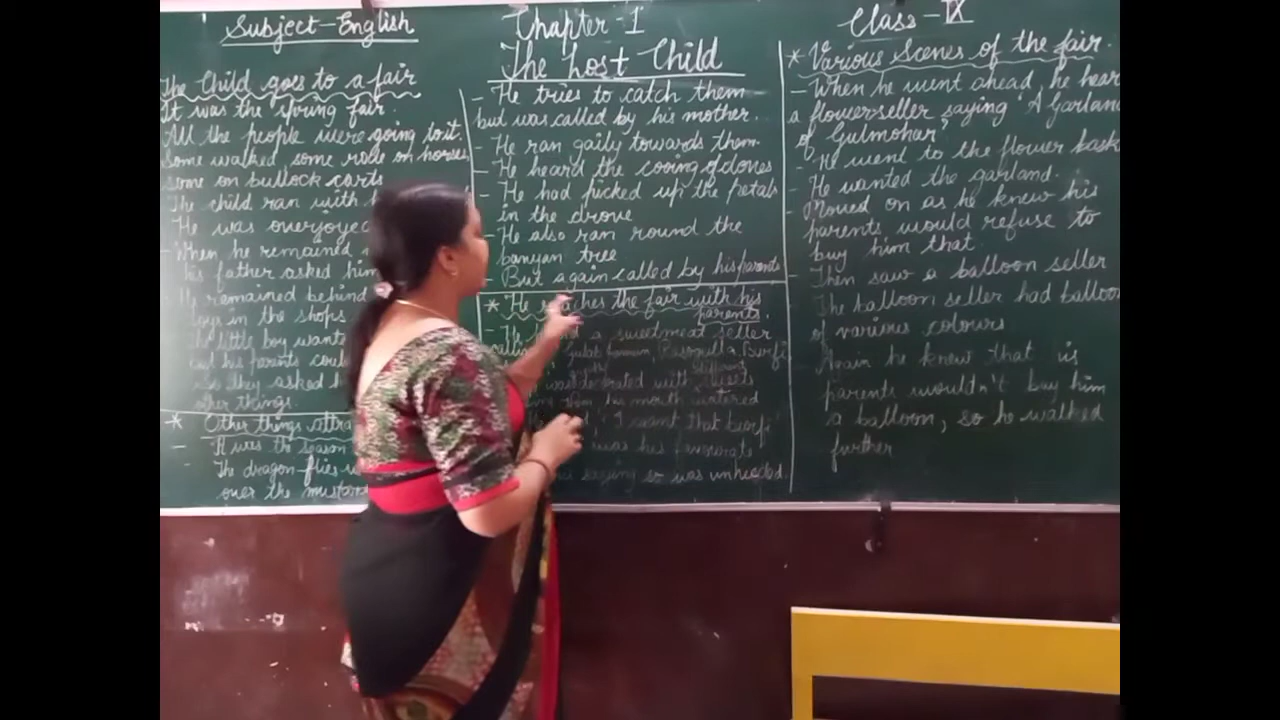 Subject-English
Chapter-1
Class-IX
The Lost Child
The Child goes to a fair
It was the spring fair.
All the people were going to it.
Some walked, some rode on horses,
some on bullock carts
The child ran with
He was overjoyed
- When he remained
his father asked him
- He remained behind
toys in the shops
The little boy wante
but his parents coul
so they asked h
other things.
* Other things attra
- It was the season
- The dragon-flies w
over the mustard
- He tries to catch them
but was called by his mother.
- He ran gaily towards them.
- He heard the cooing of doves
- He had picked up the petals
in the drove
- He also ran round the
banyan tree
- But again called by his parents
* He reaches the fair with his
parents.
a sweetmeat seller
calling Gulab jamun, Rasogulla, Burfi
was decorated with
his mouth watered
I want that burfi
was his favourate
saying so was unheeded.
* Various Scenes of the fair.
- When he went ahead, he hear
a flowerseller saying "A Garland
of Gulmohar"
- He went to the flower bask
- He wanted the garland.
- Moved on as he knew his
parents would refuse to
buy him that.
- Then saw a balloon seller
The balloon seller had balloon
of various colours
Again he knew that is
parents wouldn't buy him
a balloon, so he walked
further